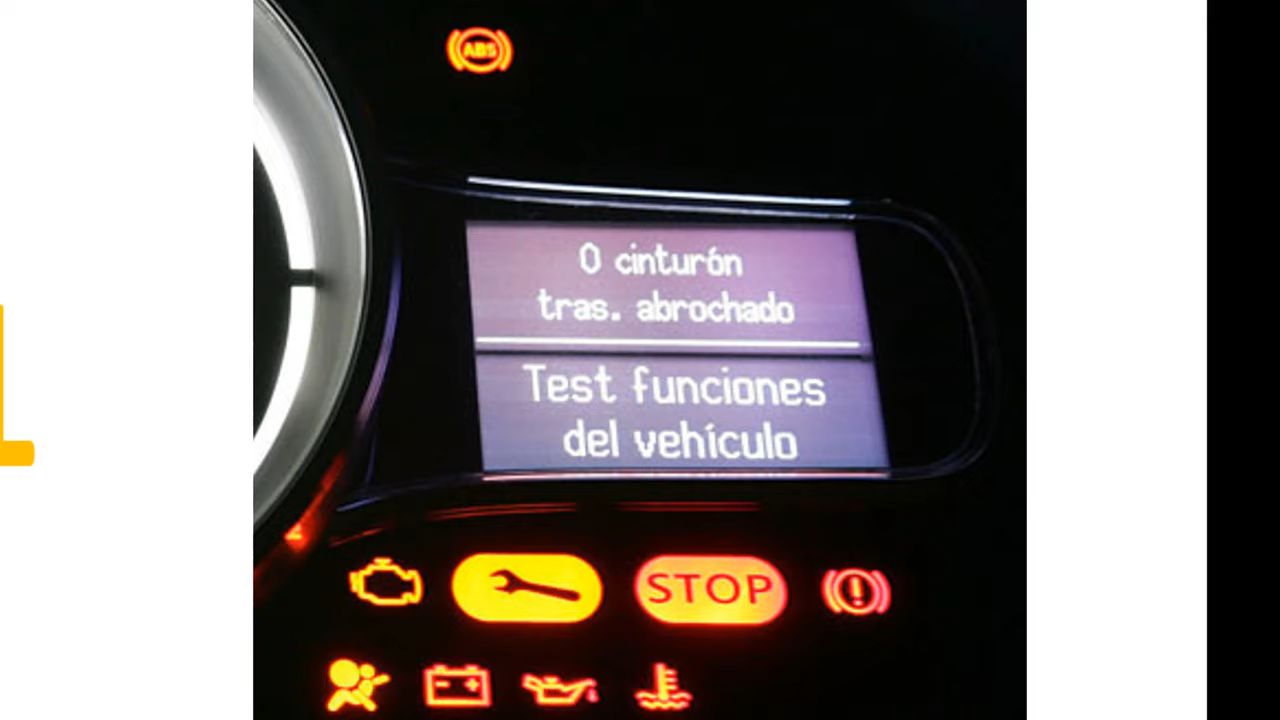 ABS
0 cinturón
tras. abrochado
Test funciones
del vehículo
STOP